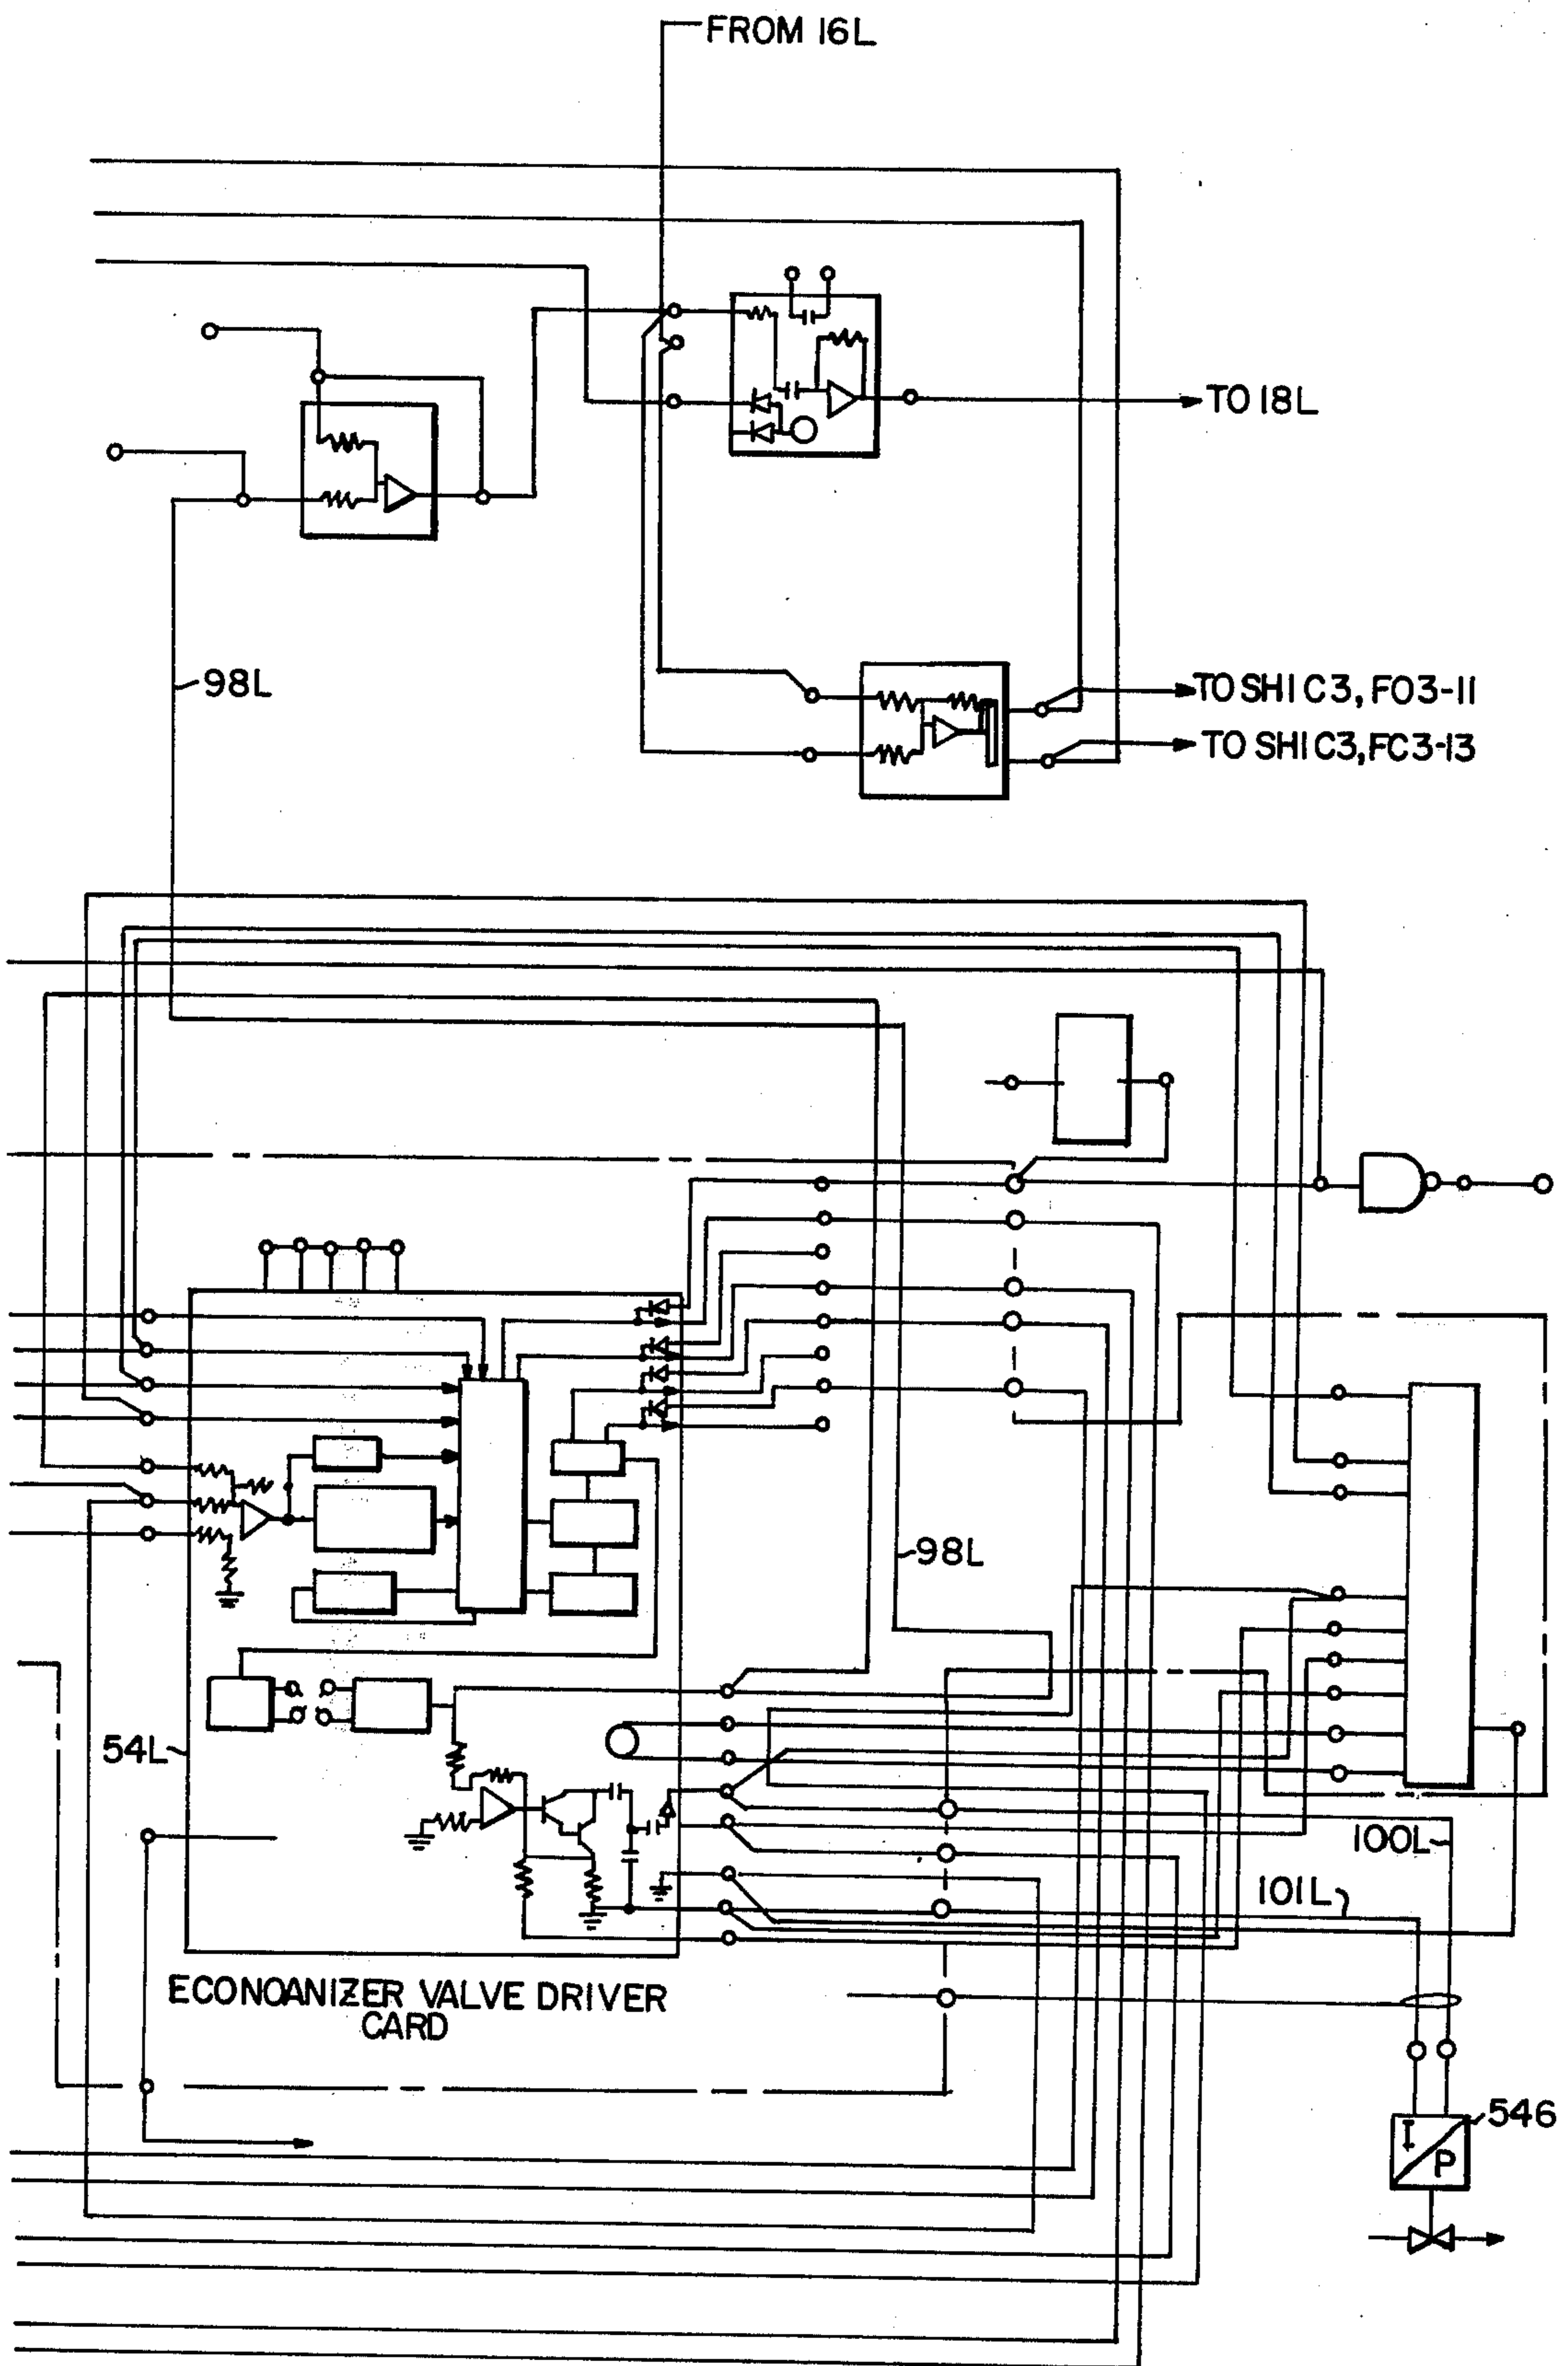 FROM 16L
TO 18L
98L
TO SH1 C3, F03-11
TO SH1 C3, FC3-13
98L
54L
100L
101L
ECONOANIZER VALVE DRIVER
CARD
546
I
P